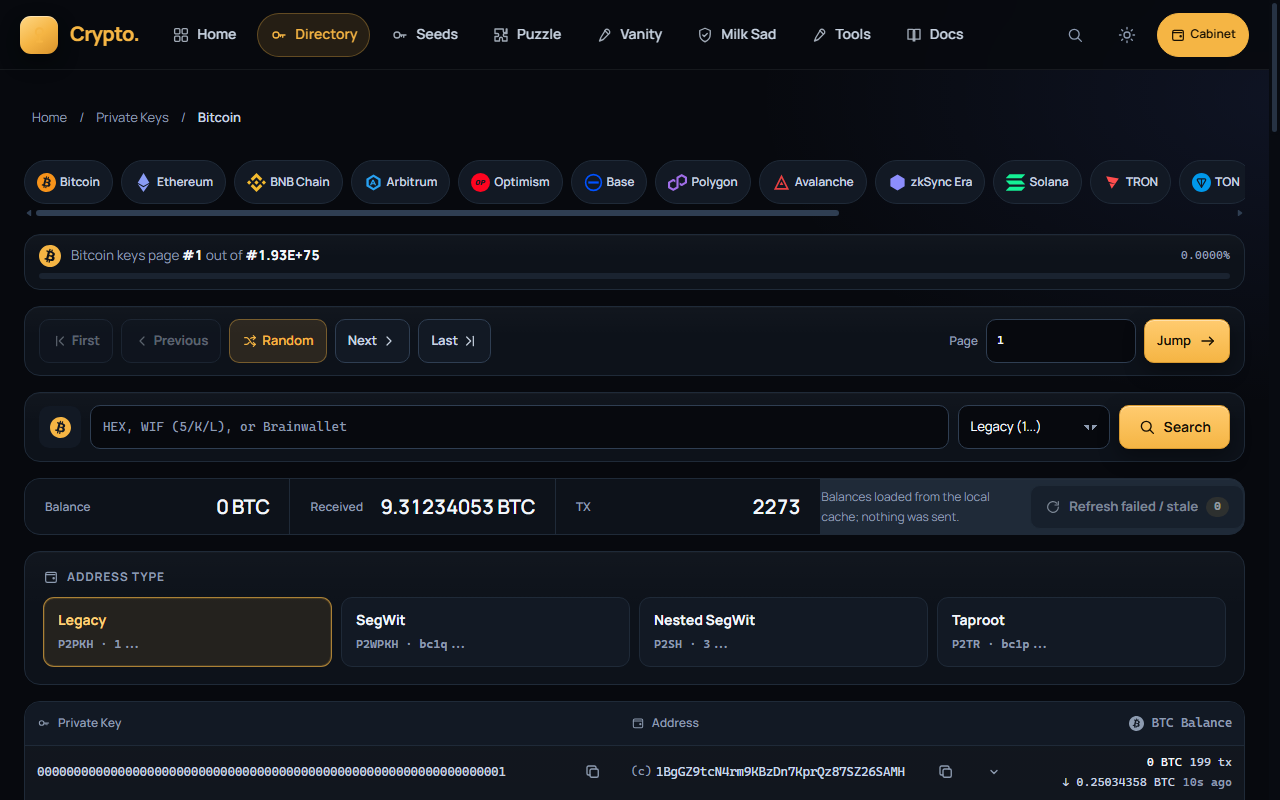 Crypto. Home Directory Seeds Puzzle Vanity Milk Sad Tools Docs Cabinet
Home / Private Keys / Bitcoin
Bitcoin Ethereum BNB Chain Arbitrum Optimism Base Polygon Avalanche zkSync Era Solana TRON TON
Bitcoin keys page #1 out of #1.93E+75 0.0000%
First Previous Random Next Last Page 1 Jump
HEX, WIF (5/K/L), or Brainwallet Legacy (1...) Search
Balance 0 BTC Received 9.31234053 BTC TX 2273
Balances loaded from the local
cache; nothing was sent.
Refresh failed / stale 0
ADDRESS TYPE
Legacy SegWit Nested SegWit Taproot
P2PKH · 1... P2WPKH · bc1q... P2SH · 3... P2TR · bc1p...
Private Key Address BTC Balance
0000000000000000000000000000000000000000000000000000000000000001 (c) 1BgGZ9tcN4rm9KBzDn7KprQz87SZ26SAMH 0 BTC 199 tx
↓ 0.25034358 BTC 10s ago